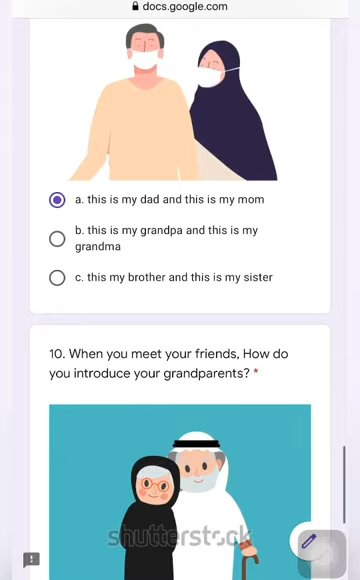 docs.google.com
a. this is my dad and this is my mom
b. this is my grandpa and this is my
grandma
c. this my brother and this is my sister
10. When you meet your friends, How do
you introduce your grandparents? *
shutterstock